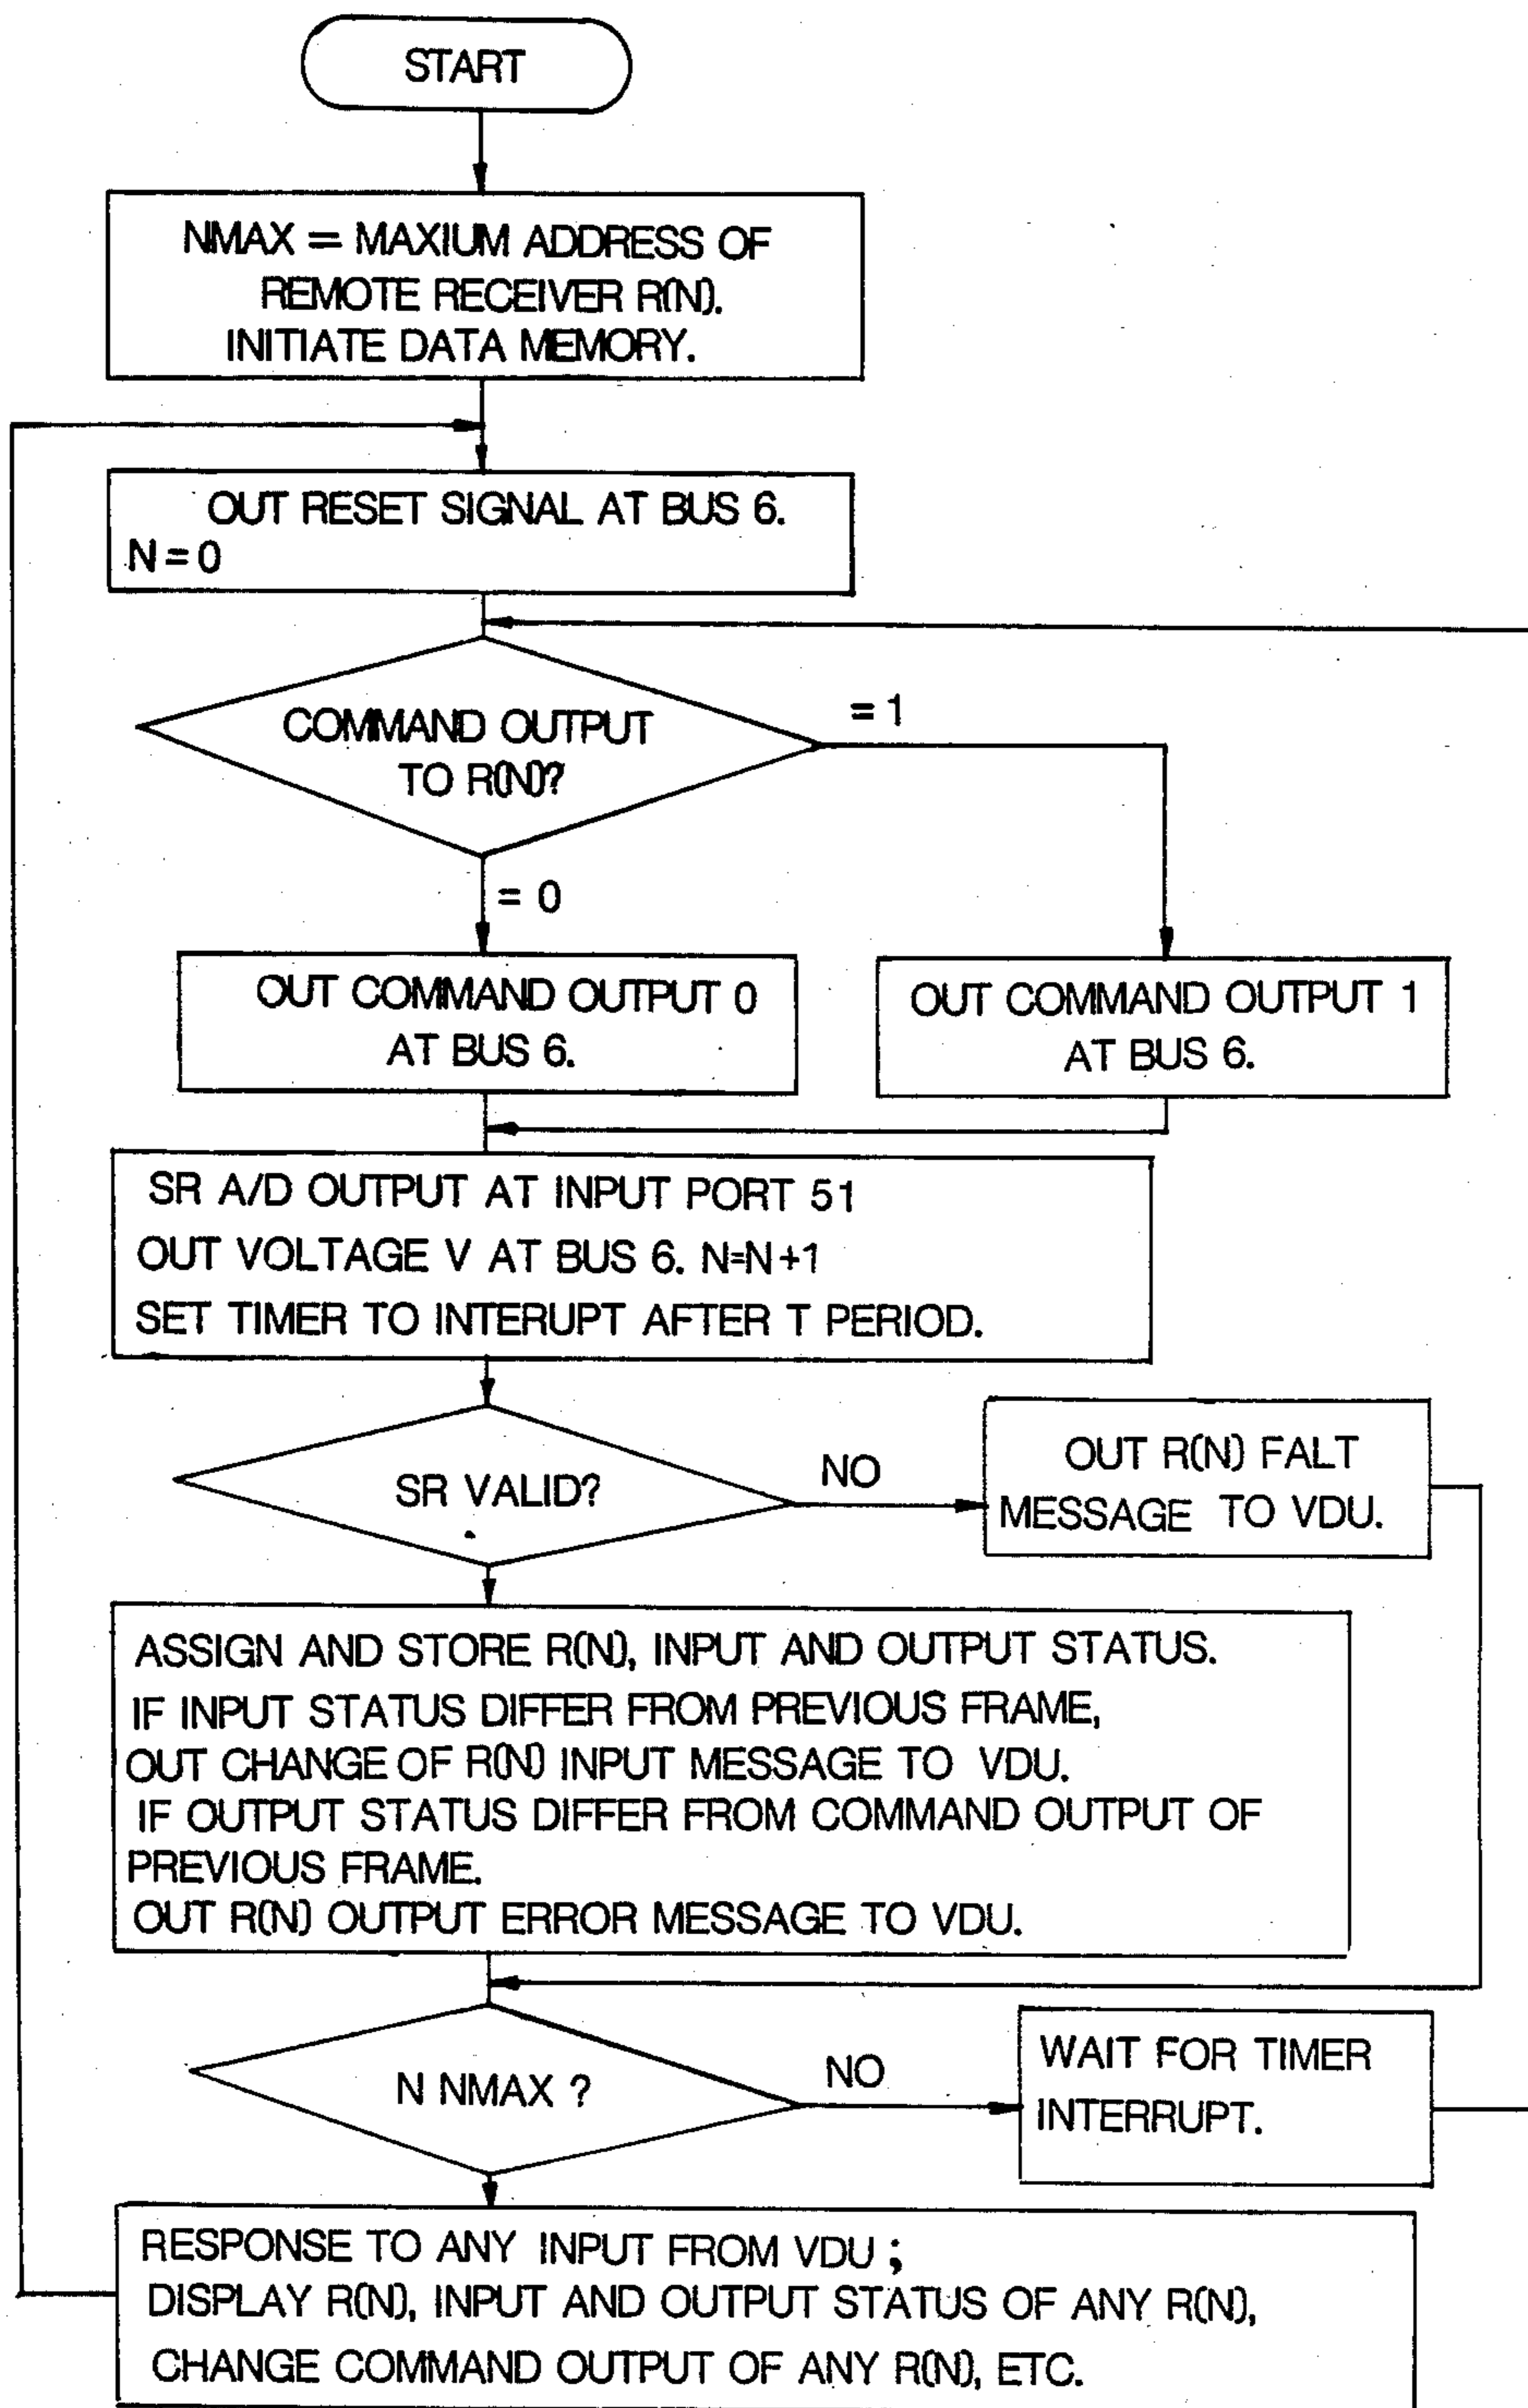 START
NMAX = MAXIUM ADDRESS OF
REMOTE RECEIVER R(N).
INITIATE DATA MEMORY.
OUT RESET SIGNAL AT BUS 6.
N = 0
COMMAND OUTPUT
TO R(N)?
= 1
= 0
OUT COMMAND OUTPUT 0
AT BUS 6.
OUT COMMAND OUTPUT 1
AT BUS 6.
SR A/D OUTPUT AT INPUT PORT 51
OUT VOLTAGE V AT BUS 6. N=N+1
SET TIMER TO INTERUPT AFTER T PERIOD.
SR VALID?
NO
OUT R(N) FALT
MESSAGE TO VDU.
ASSIGN AND STORE R(N), INPUT AND OUTPUT STATUS.
IF INPUT STATUS DIFFER FROM PREVIOUS FRAME,
OUT CHANGE OF R(N) INPUT MESSAGE TO VDU.
IF OUTPUT STATUS DIFFER FROM COMMAND OUTPUT OF
PREVIOUS FRAME.
OUT R(N) OUTPUT ERROR MESSAGE TO VDU.
N NMAX ?
NO
WAIT FOR TIMER
INTERRUPT.
RESPONSE TO ANY INPUT FROM VDU ;
DISPLAY R(N), INPUT AND OUTPUT STATUS OF ANY R(N),
CHANGE COMMAND OUTPUT OF ANY R(N), ETC.